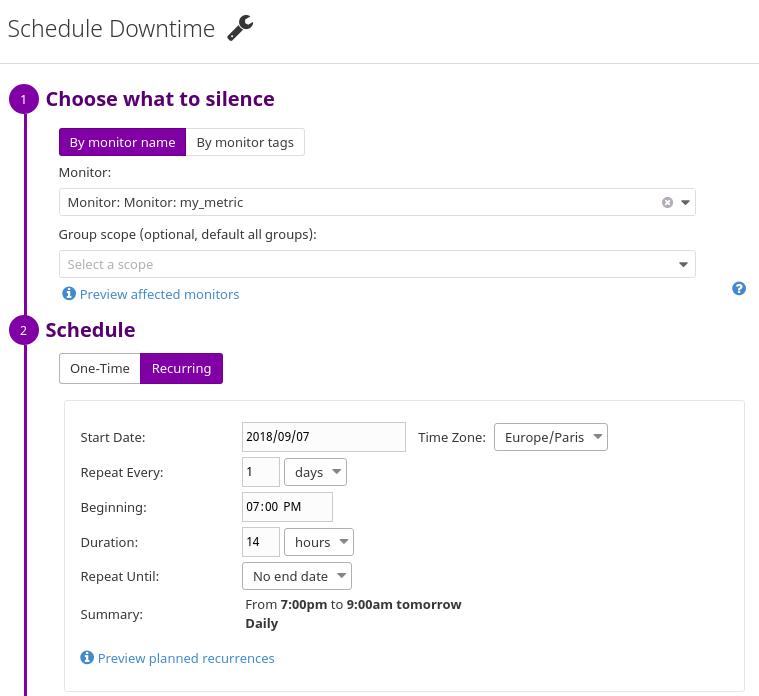 Schedule Downtime
1 Choose what to silence
By monitor name By monitor tags
Monitor:
Monitor: Monitor: my_metric
Group scope (optional, default all groups):
Select a scope
Preview affected monitors
2 Schedule
One-Time Recurring
Start Date: 2018/09/07 Time Zone: Europe/Paris
Repeat Every: 1 days
Beginning: 07:00 PM
Duration: 14 hours
Repeat Until: No end date
Summary: From 7:00pm to 9:00am tomorrow
Daily
Preview planned recurrences